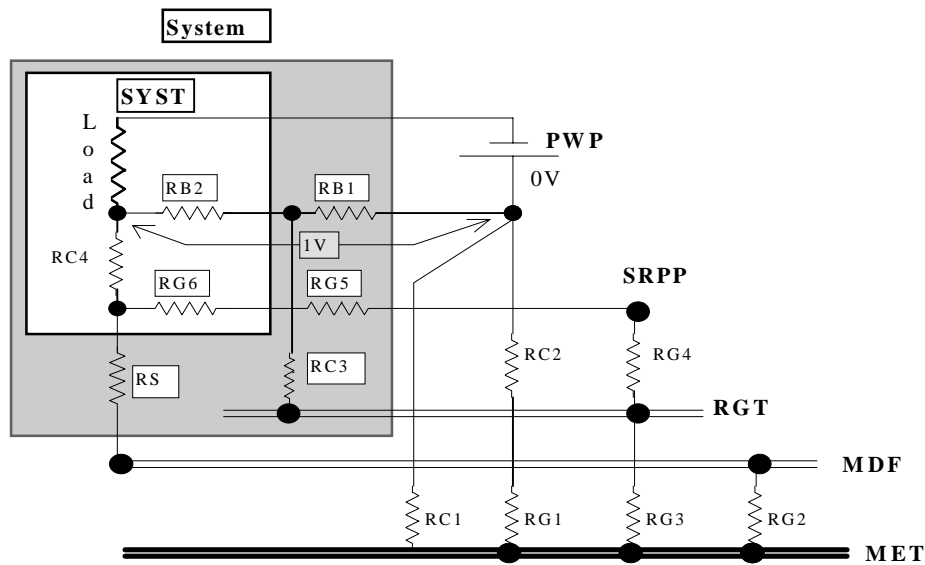 System
SYST
Load
PWP
0V
RB2
RB1
1V
RC4
RG6
RG5
SRPP
RS
RC3
RC2
RG4
RGT
MDF
RC1
RG1
RG3
RG2
MET